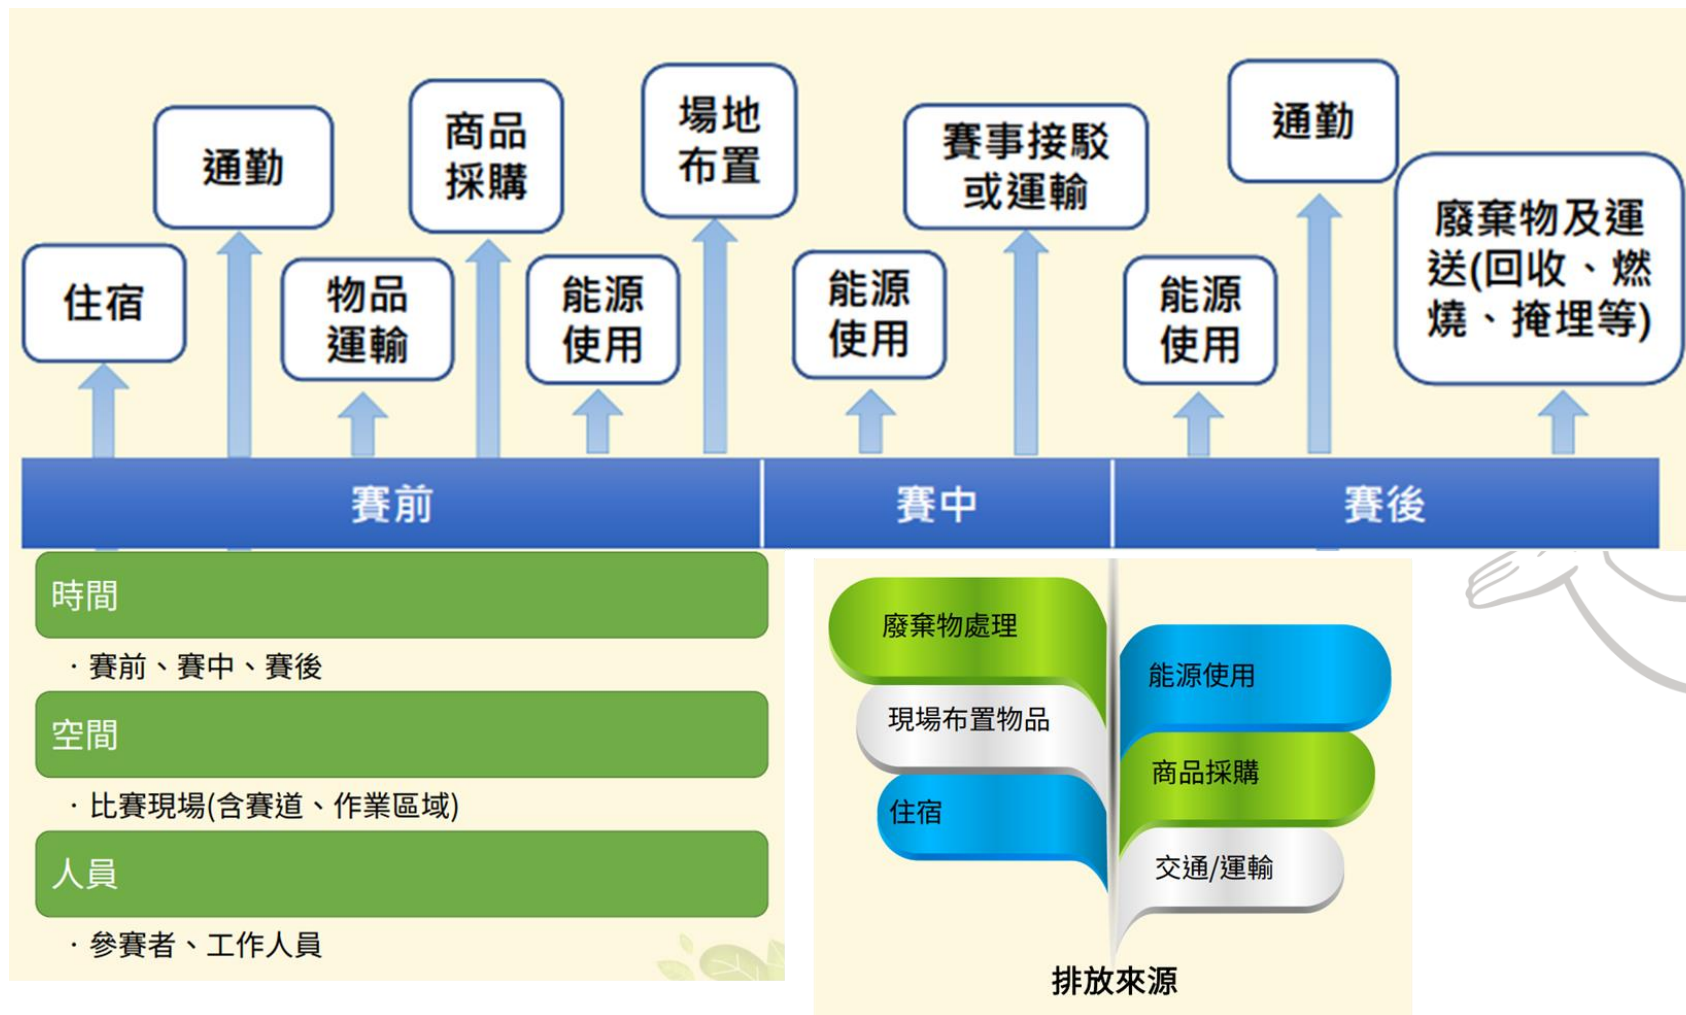 住宿
通勤
物品
運輸
商品
採購
能源
使用
場地
布置
能源
使用
賽事接駁
或運輸
能源
使用
通勤
廢棄物及運
送(回收、燃
燒、掩埋等)
賽前
賽中
賽後
時間
·賽前、賽中、賽後
空間
·比賽現場(含賽道、作業區域)
人員
·參賽者、工作人員
廢棄物處理
能源使用
現場布置物品
商品採購
住宿
交通/運輸
排放來源